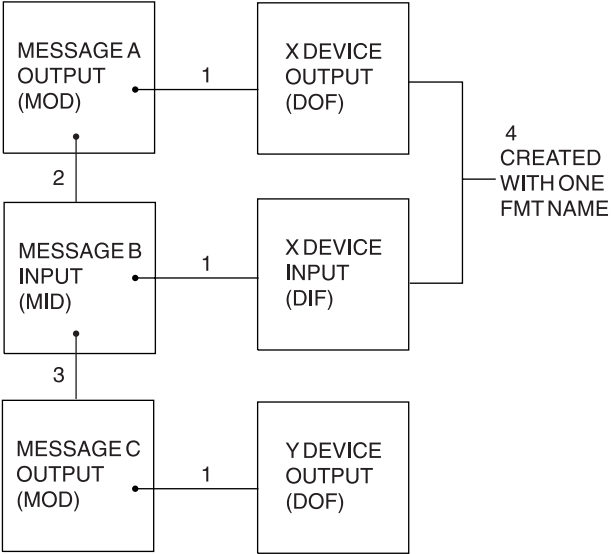 MESSAGE A
OUTPUT
(MOD)
1
X DEVICE
OUTPUT
(DOF)
2
4
CREATED
WITH ONE
FMT NAME
MESSAGE B
INPUT
(MID)
1
X DEVICE
INPUT
(DIF)
3
MESSAGE C
OUTPUT
(MOD)
1
Y DEVICE
OUTPUT
(DOF)